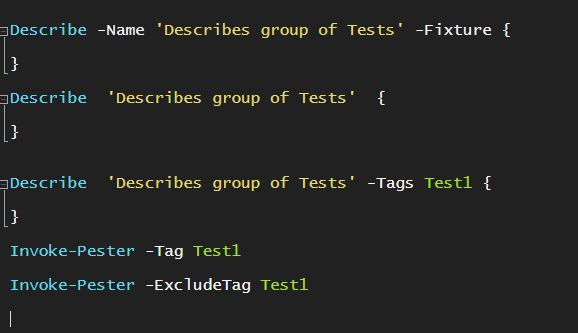 Describe -Name 'Describes group of Tests' -Fixture {
}
Describe  'Describes group of Tests'  {
}
Describe  'Describes group of Tests' -Tags Test1 {
}
Invoke-Pester -Tag Test1
Invoke-Pester -ExcludeTag Test1